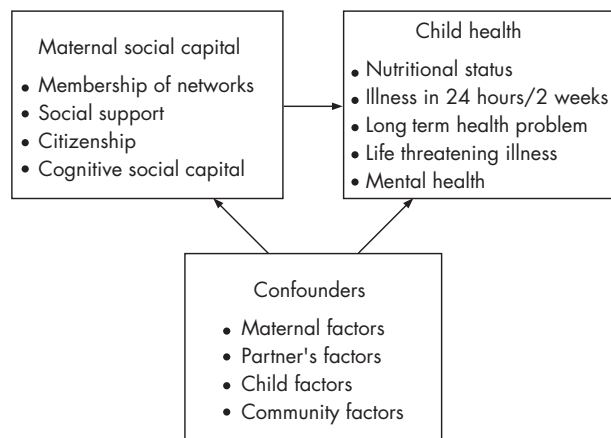 Maternal social capital
• Membership of networks
• Social support
• Citizenship
• Cognitive social capital
Child health
• Nutritional status
• Illness in 24 hours/2 weeks
• Long term health problem
• Life threatening illness
• Mental health
Confounders
• Maternal factors
• Partner's factors
• Child factors
• Community factors